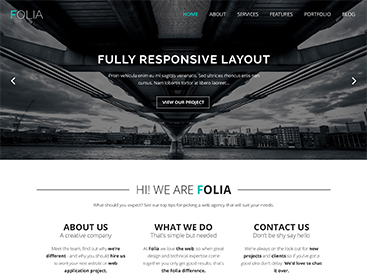 FOLIA
HOME ABOUT SERVICES FEATURES PORTFOLIO BLOG
FULLY RESPONSIVE LAYOUT
Proin vehicula enim eu mi sagittis venenatis. Sed ultrices rhoncus eros non
cursus. Nam lobortis tortor at libero laoreet...
VIEW OUR PROJECT
HI! WE ARE FOLIA
What should you expect? See our top tips for picking a web agency that will suit your needs.
ABOUT US
A creative company
Meet the team, find out why we're
different - and why you should hire us
to work your next website or web
application project.
WHAT WE DO
That's simple but needed
At Folia we love the web, so when great
design and technical expertise come
together you only get good results: that's
the Folia difference.
CONTACT US
Don't be shy say hello
We're always on the look out for new
projects and clients so if you've got a
good idea don't delay. We'd love to chat
it over.